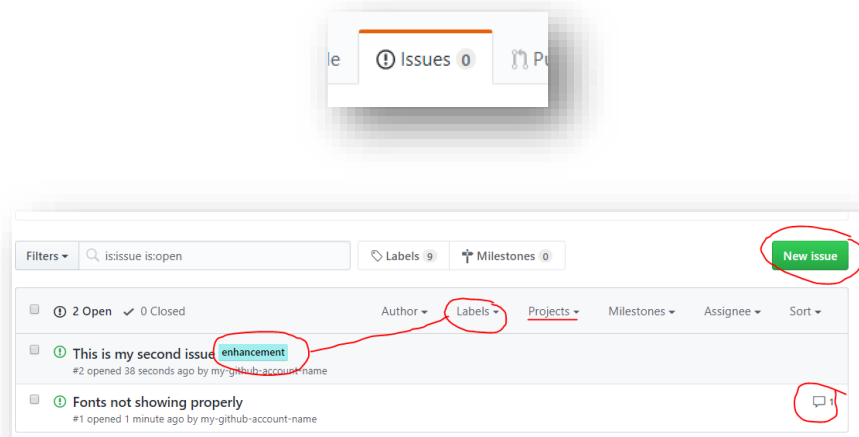 Issues 0
Filters is:issue is:open Labels 9 Milestones 0 New issue
2 Open 0 Closed Author Labels Projects Milestones Assignee Sort
This is my second issue enhancement
#2 opened 38 seconds ago by my-github-account-name
Fonts not showing properly 1
#1 opened 1 minute ago by my-github-account-name